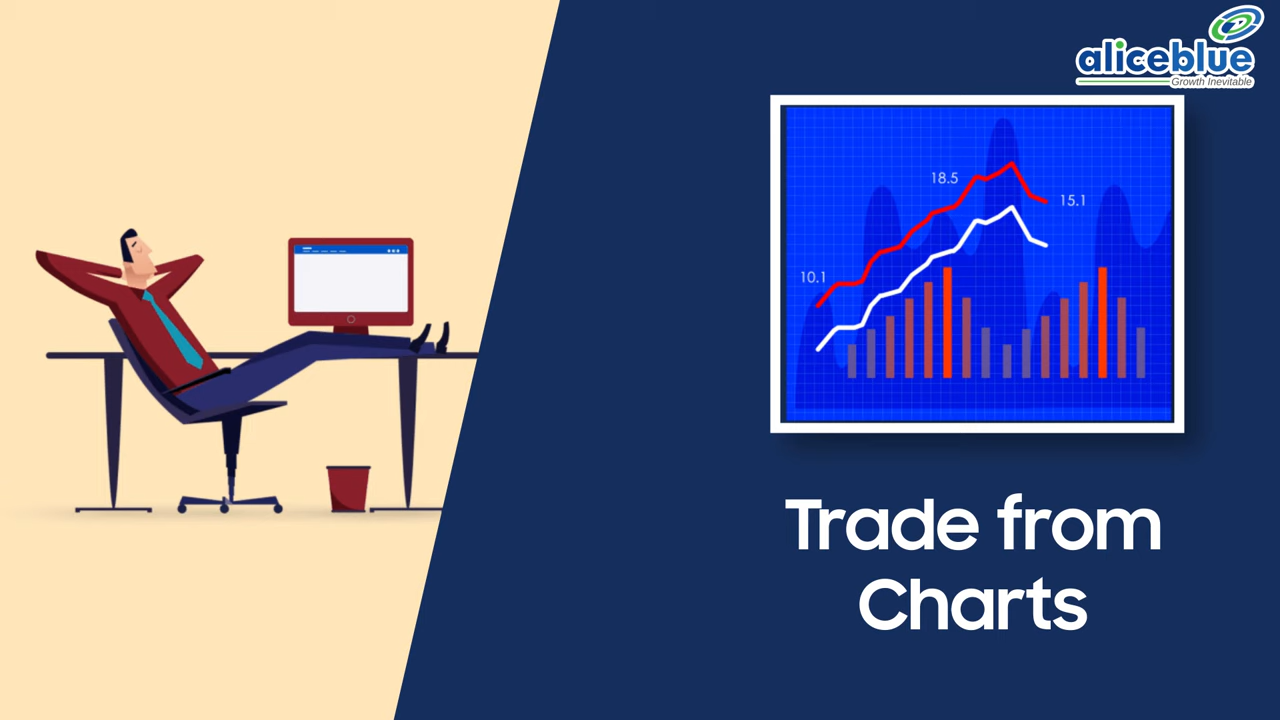 aliceblue
Growth Inevitable
18.5
15.1
10.1
Trade from
Charts